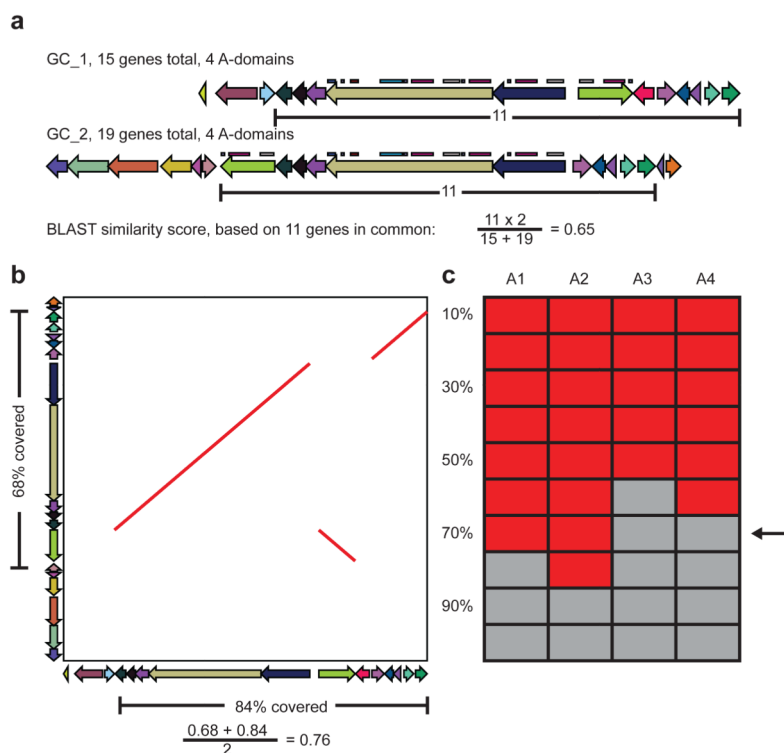 a
GC_1, 15 genes total, 4 A-domains
11
GC_2, 19 genes total, 4 A-domains
11
BLAST similarity score, based on 11 genes in common:
11 x 2
15 + 19
= 0.65
b
68% covered
84% covered
0.68 + 0.84
2
= 0.76
c
A1 A2 A3 A4
10%
30%
50%
70%
90%